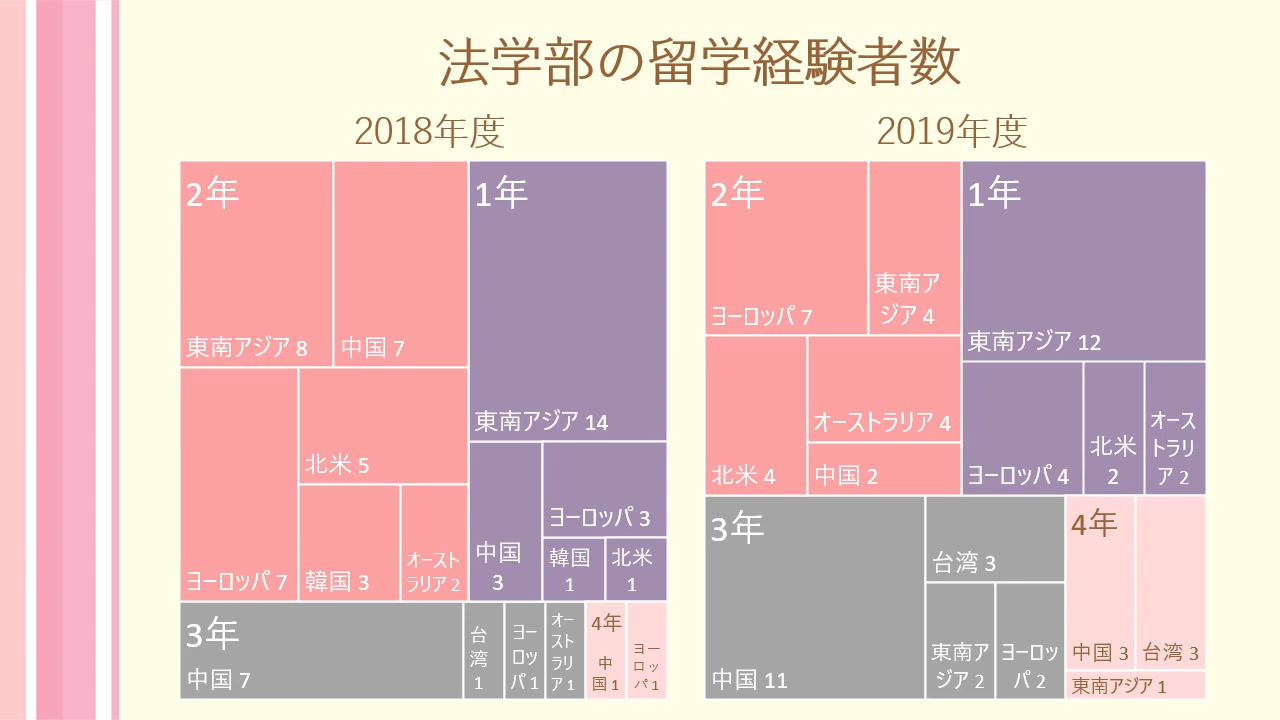 法学部の留学経験者数
2018年度
2年
東南アジア 8
中国 7
ヨーロッパ 7
北米 5
韓国 3
オースト
ラリア 2
1年
東南アジア 14
中国
3
ヨーロッパ 3
韓国
1
北米
1
3年
中国 7
台
湾
1
ヨー
ロッ
パ 1
オー
スト
ラリ
ア 1
4年
中
国 1
ヨー
ロッ
パ 1
2019年度
2年
ヨーロッパ 7
東南ア
ジア 4
北米 4
オーストラリア 4
中国 2
1年
東南アジア 12
ヨーロッパ 4
北米
2
オース
トラリ
ア 2
3年
中国 11
台湾 3
東南ア
ジア 2
ヨーロッ
パ 2
4年
中国 3
台湾 3
東南アジア 1